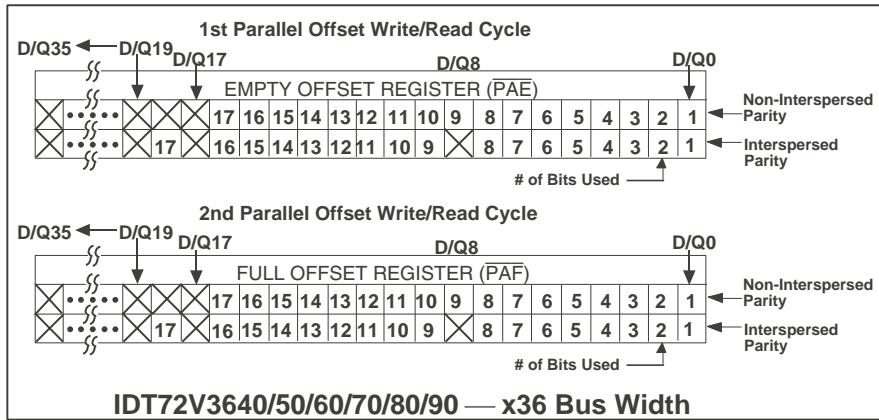 1st Parallel Offset Write/Read Cycle
D/Q35 D/Q19 D/Q17 D/Q8 D/Q0
EMPTY OFFSET REGISTER (PAE)
17 16 15 14 13 12 11 10 9 8 7 6 5 4 3 2 1 Non-Interspersed Parity
17 16 15 14 13 12 11 10 9 8 7 6 5 4 3 2 1 Interspersed Parity
# of Bits Used
2nd Parallel Offset Write/Read Cycle
D/Q35 D/Q19 D/Q17 D/Q8 D/Q0
FULL OFFSET REGISTER (PAF)
17 16 15 14 13 12 11 10 9 8 7 6 5 4 3 2 1 Non-Interspersed Parity
17 16 15 14 13 12 11 10 9 8 7 6 5 4 3 2 1 Interspersed Parity
# of Bits Used
IDT72V3640/50/60/70/80/90 — x36 Bus Width